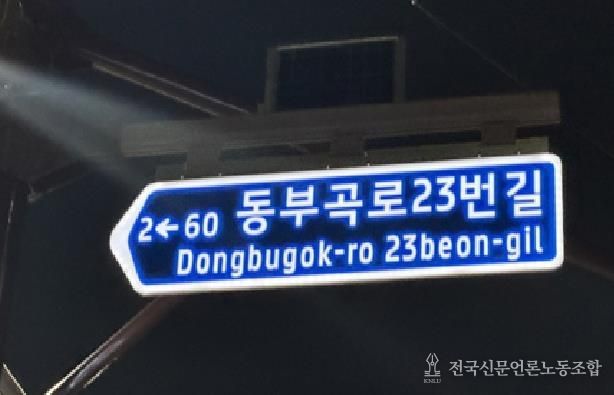 2←60 동부곡로23번길
Dongbugok-ro 23beon-gil
전국신문언론노동조합
KNLU